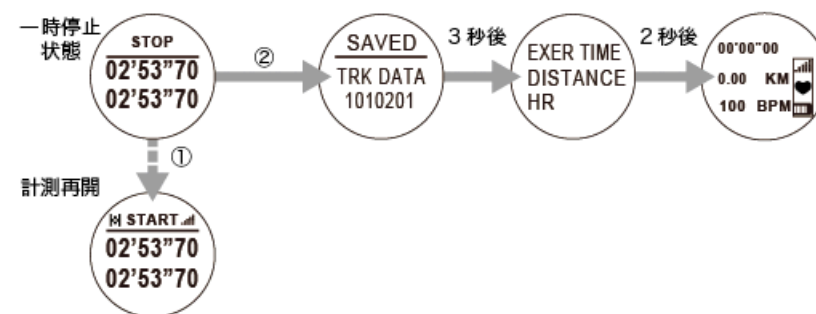 一時停止
状態
STOP
02'53"70
02'53"70
②
SAVED
TRK DATA
1010201
3 秒後
EXER TIME
DISTANCE
HR
2 秒後
00'00"00
0.00 KM
100 BPM
①
計測再開
START
02'53"70
02'53"70